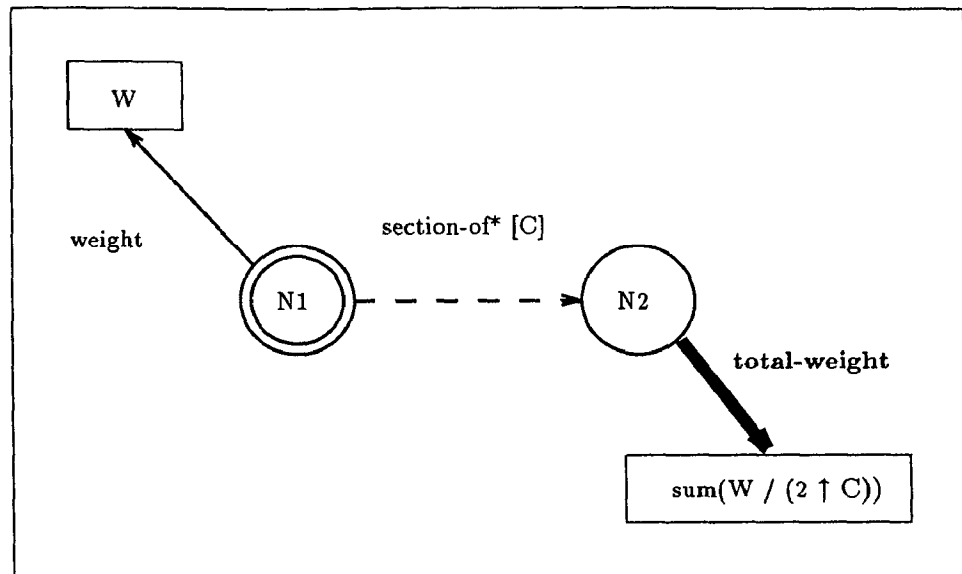 W
section-of* [C]
weight
N1
N2
total-weight
sum(W / (2 ↑ C))